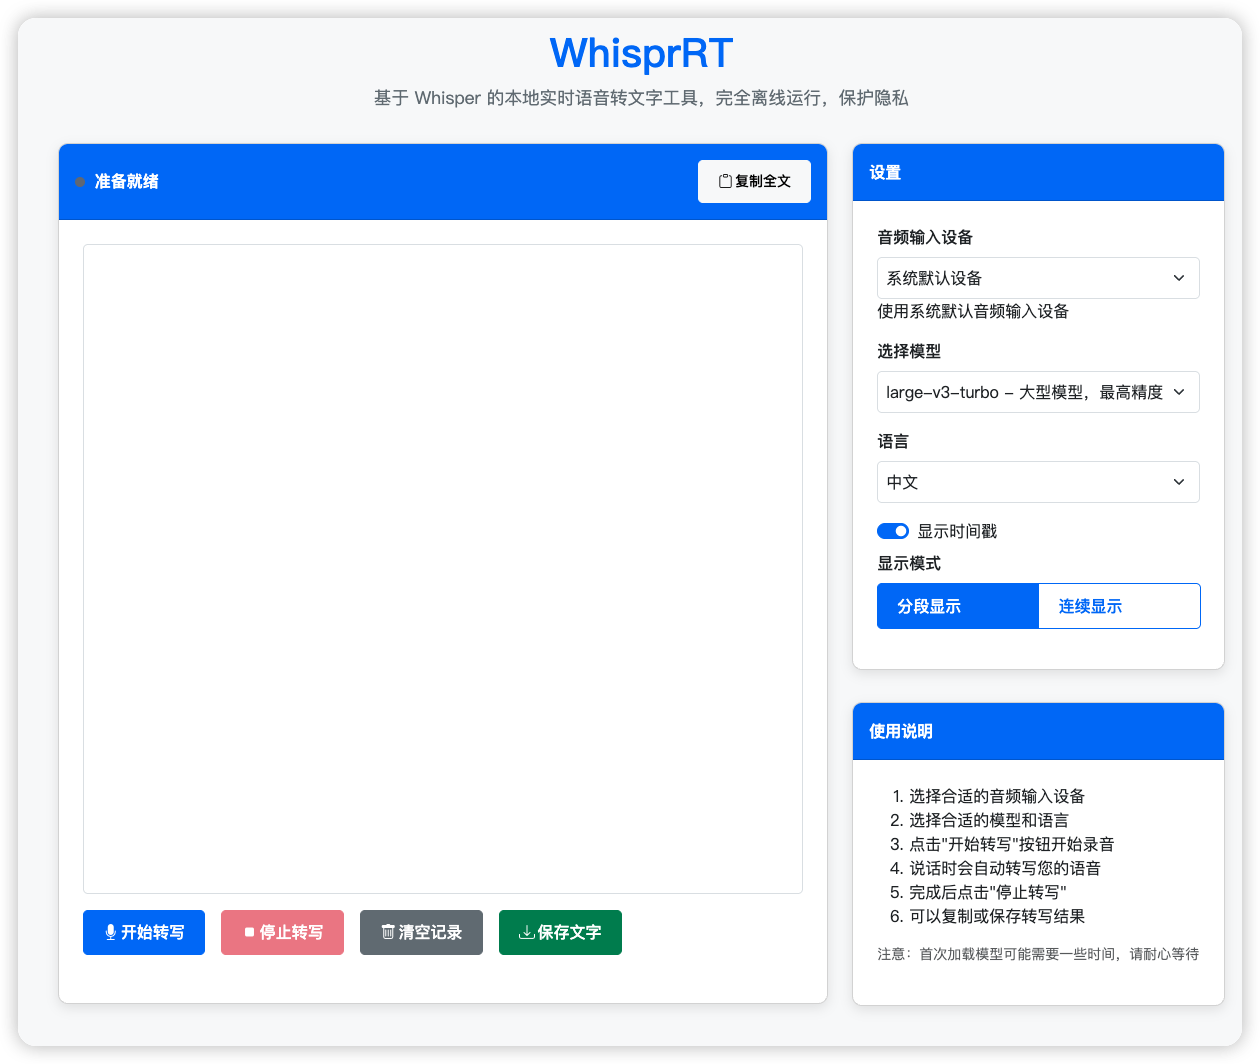 WhisprRT
基于 Whisper 的本地实时语音转文字工具，完全离线运行，保护隐私
准备就绪
复制全文
开始转写
停止转写
清空记录
保存文字
设置
音频输入设备
系统默认设备
使用系统默认音频输入设备
选择模型
large-v3-turbo - 大型模型，最高精度
语言
中文
显示时间戳
显示模式
分段显示
连续显示
使用说明
1. 选择合适的音频输入设备
2. 选择合适的模型和语言
3. 点击"开始转写"按钮开始录音
4. 说话时会自动转写您的语音
5. 完成后点击"停止转写"
6. 可以复制或保存转写结果
注意：首次加载模型可能需要一些时间，请耐心等待